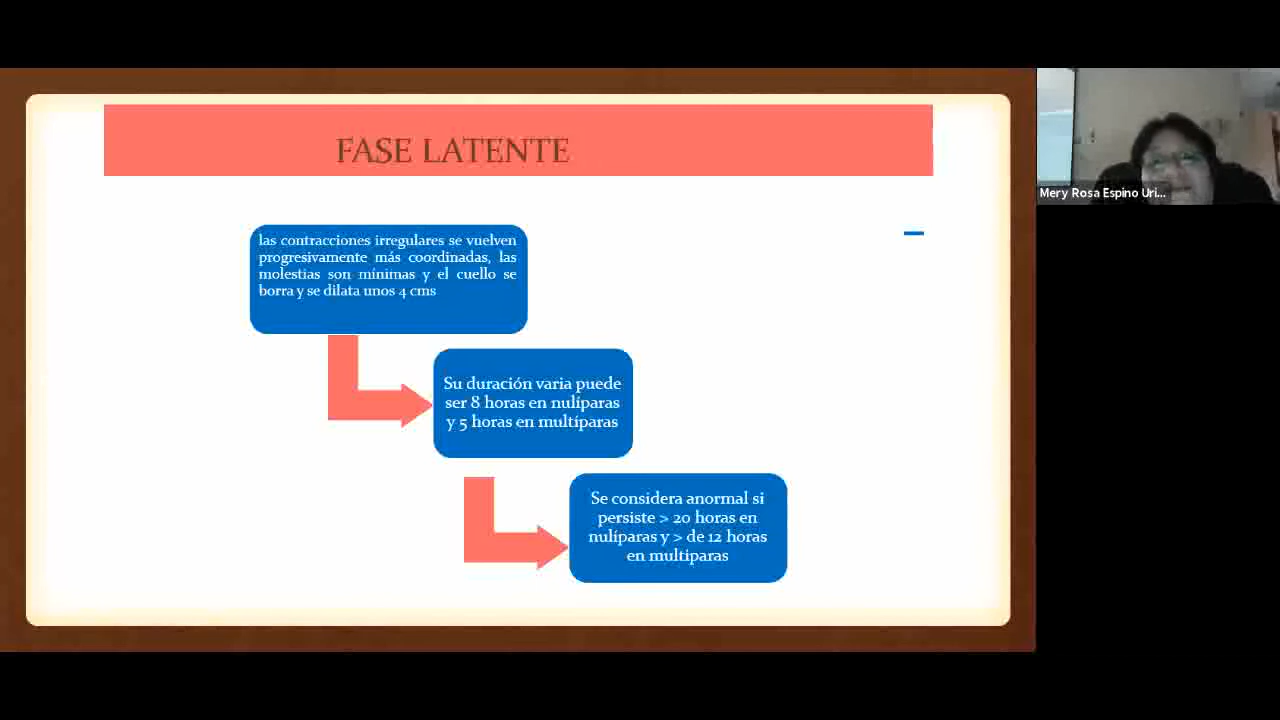 FASE LATENTE
las contracciones irregulares se vuelven
progresivamente más coordinadas, las
molestias son mínimas y el cuello se
borra y se dilata unos 4 cms
Su duración varia puede
ser 8 horas en nulíparas
y 5 horas en multíparas
Se considera anormal si
persiste > 20 horas en
nulíparas y > de 12 horas
en multiparas
Mery Rosa Espino Uri...